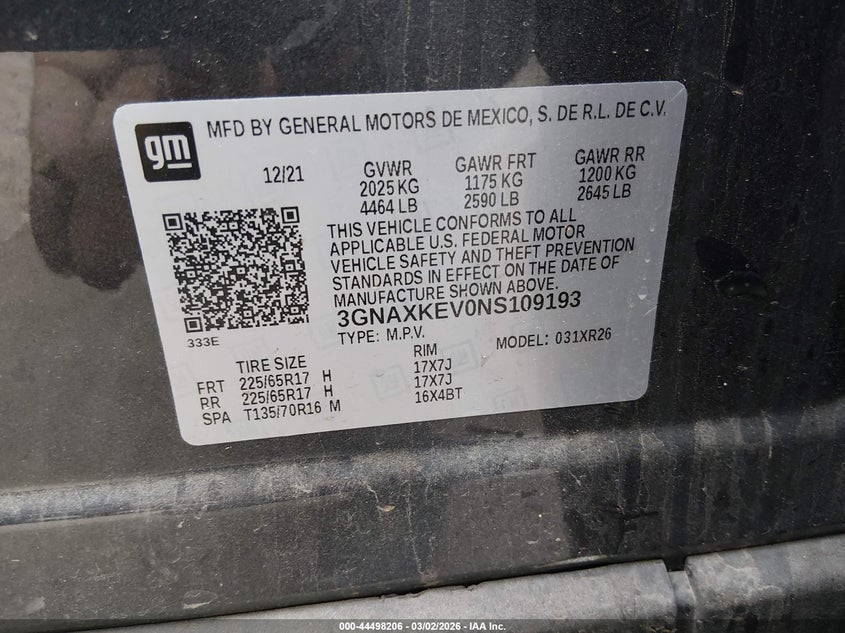 gm
MFD BY GENERAL MOTORS DE MEXICO, S. DE R.L. DE C.V.
12/21
GVWR
2025 KG
4464 LB
GAWR FRT
1175 KG
2590 LB
GAWR RR
1200 KG
2645 LB
THIS VEHICLE CONFORMS TO ALL
APPLICABLE U.S. FEDERAL MOTOR
VEHICLE SAFETY AND THEFT PREVENTION
STANDARDS IN EFFECT ON THE DATE OF
MANUFACTURE SHOWN ABOVE.
3GNAXKEV0NS109193
333E
TYPE: M.P.V.
MODEL: 031XR26
TIRE SIZE RIM
FRT 225/65R17 H 17X7J
RR 225/65R17 H 17X7J
SPA T135/70R16 M 16X4BT
000-44498206 - 03/02/2026 - IAA Inc.